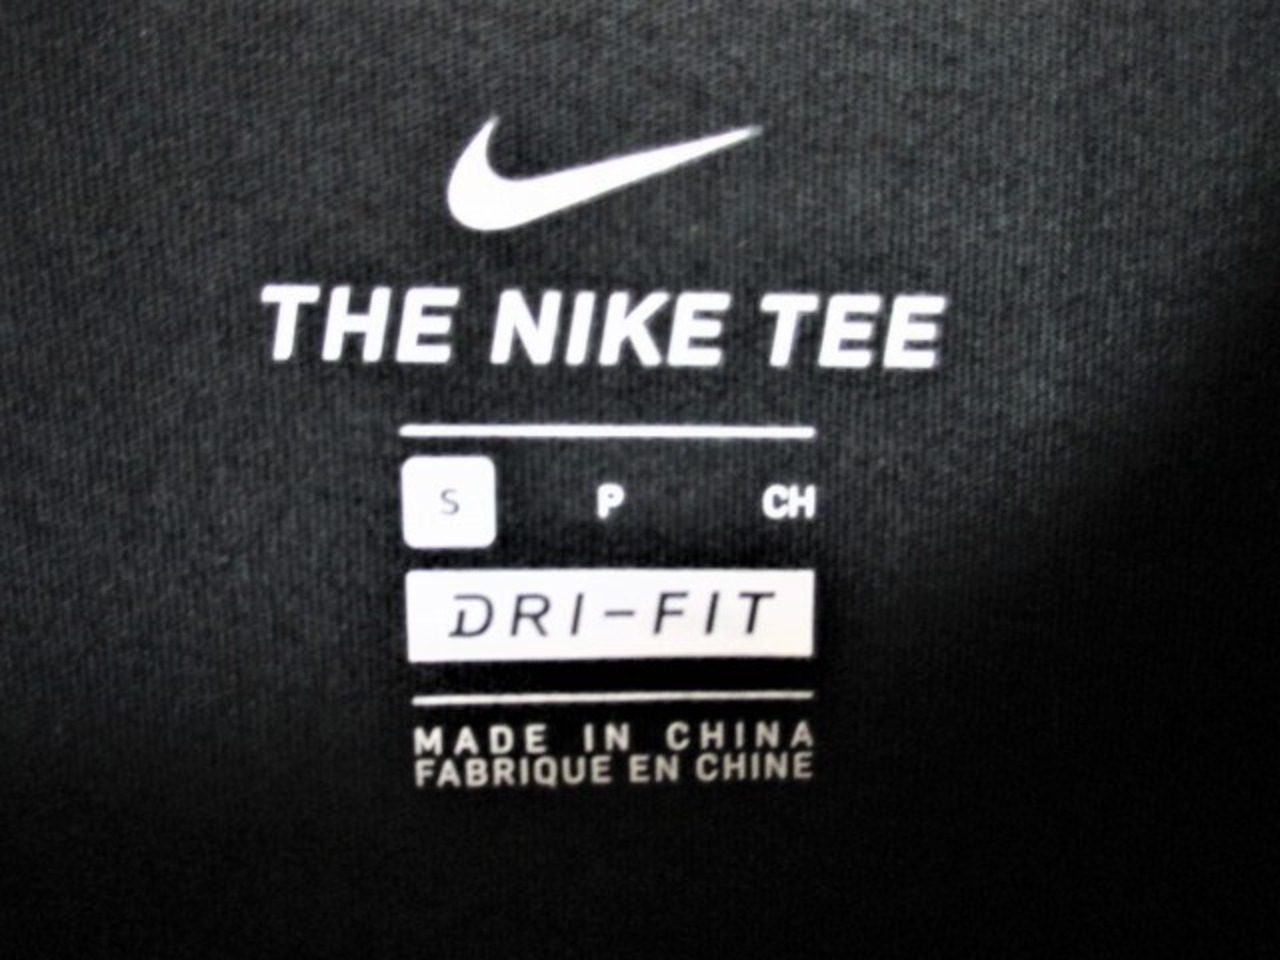 THE NIKE TEE
S P CH
DRI-FIT
MADE IN CHINA
FABRIQUE EN CHINE